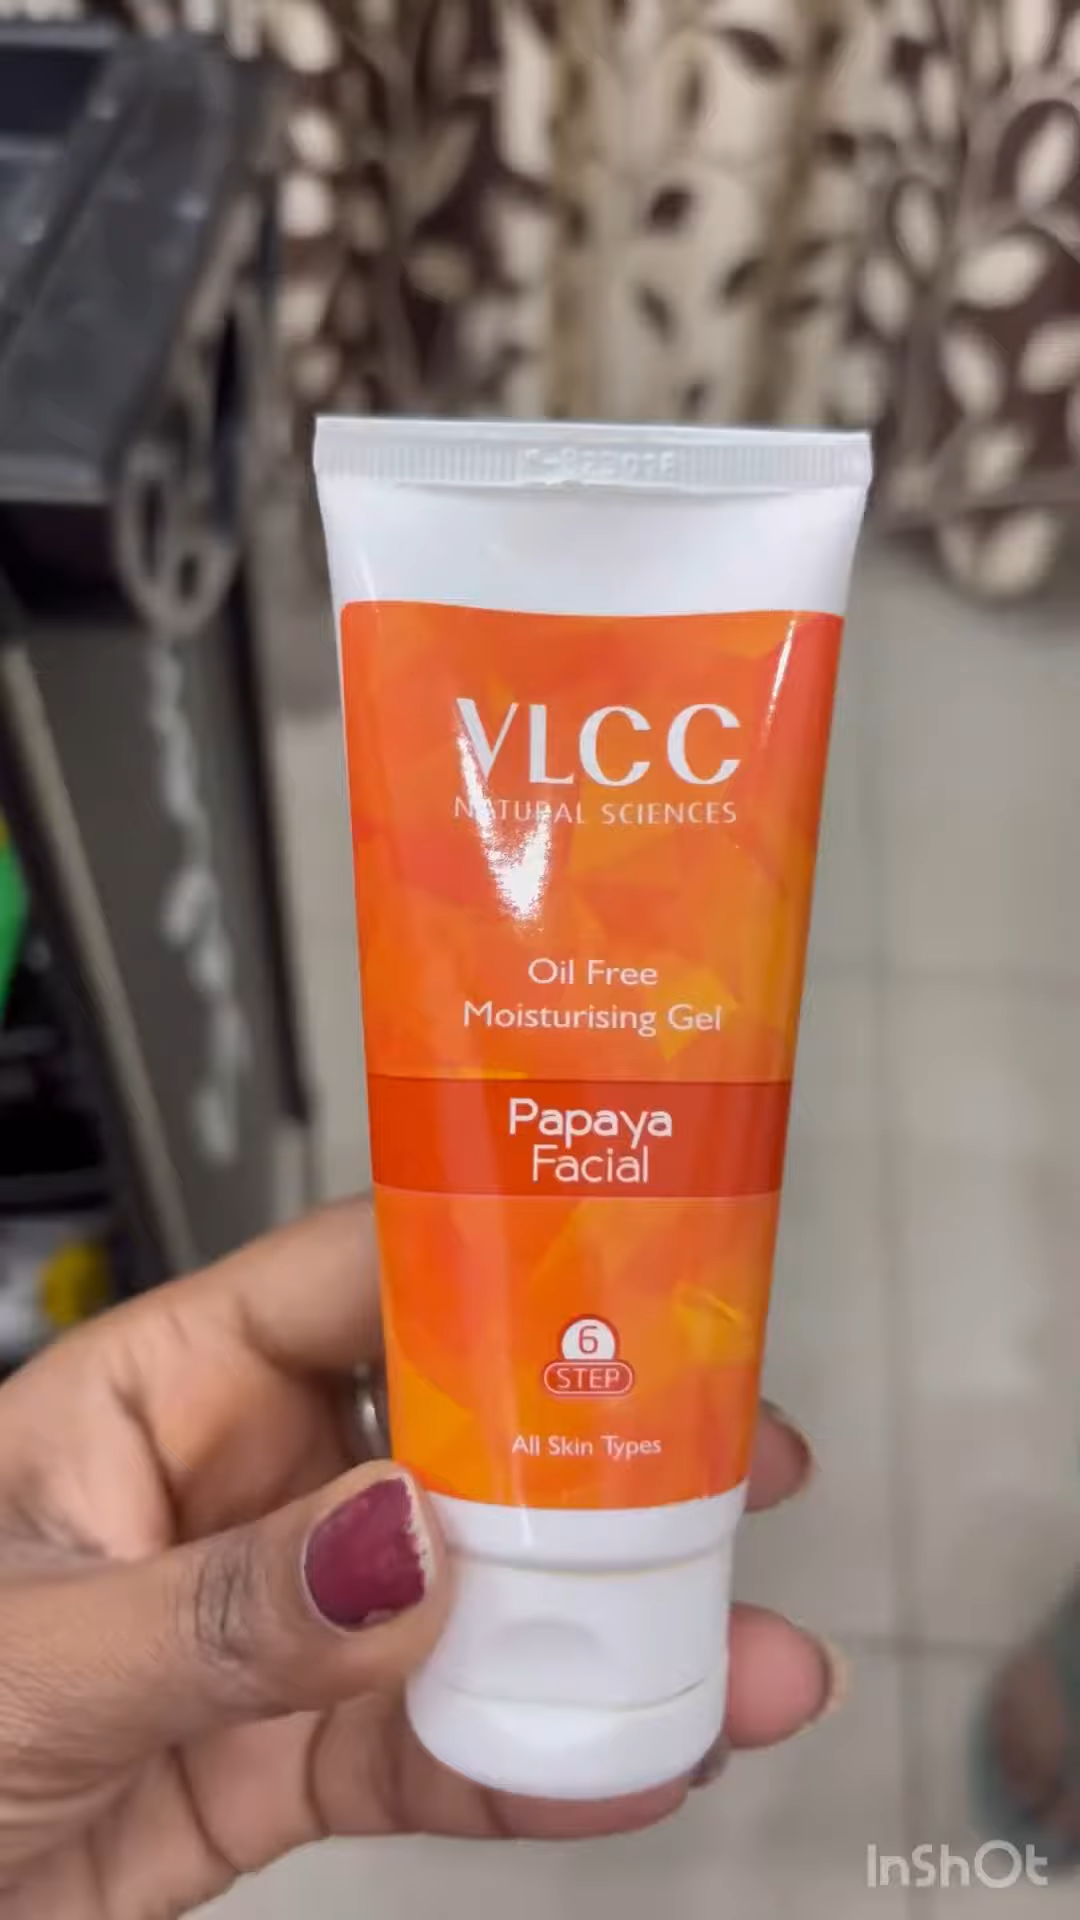 VLCC
NATURAL SCIENCES
Oil Free
Moisturising Gel
Papaya
Facial
6
STEP
All Skin Types
InShOt